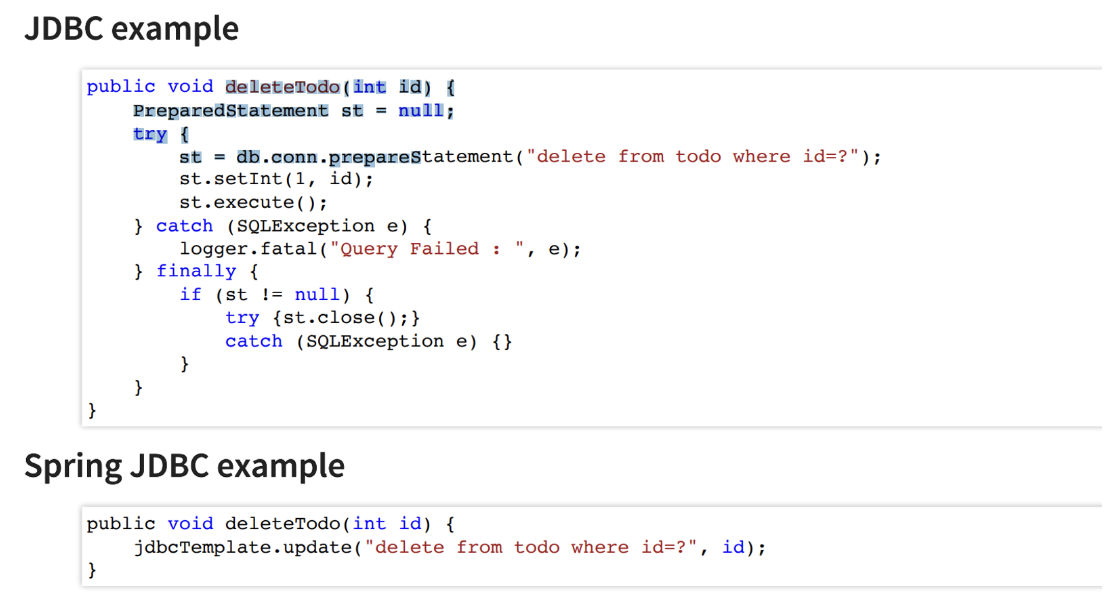 JDBC example
public void deleteTodo(int id) {
    PreparedStatement st = null;
    try {
        st = db.conn.prepareStatement("delete from todo where id=?");
        st.setInt(1, id);
        st.execute();
    } catch (SQLException e) {
        logger.fatal("Query Failed : ", e);
    } finally {
        if (st != null) {
            try {st.close();}
            catch (SQLException e) {}
        }
    }
}
Spring JDBC example
public void deleteTodo(int id) {
    jdbcTemplate.update("delete from todo where id=?", id);
}